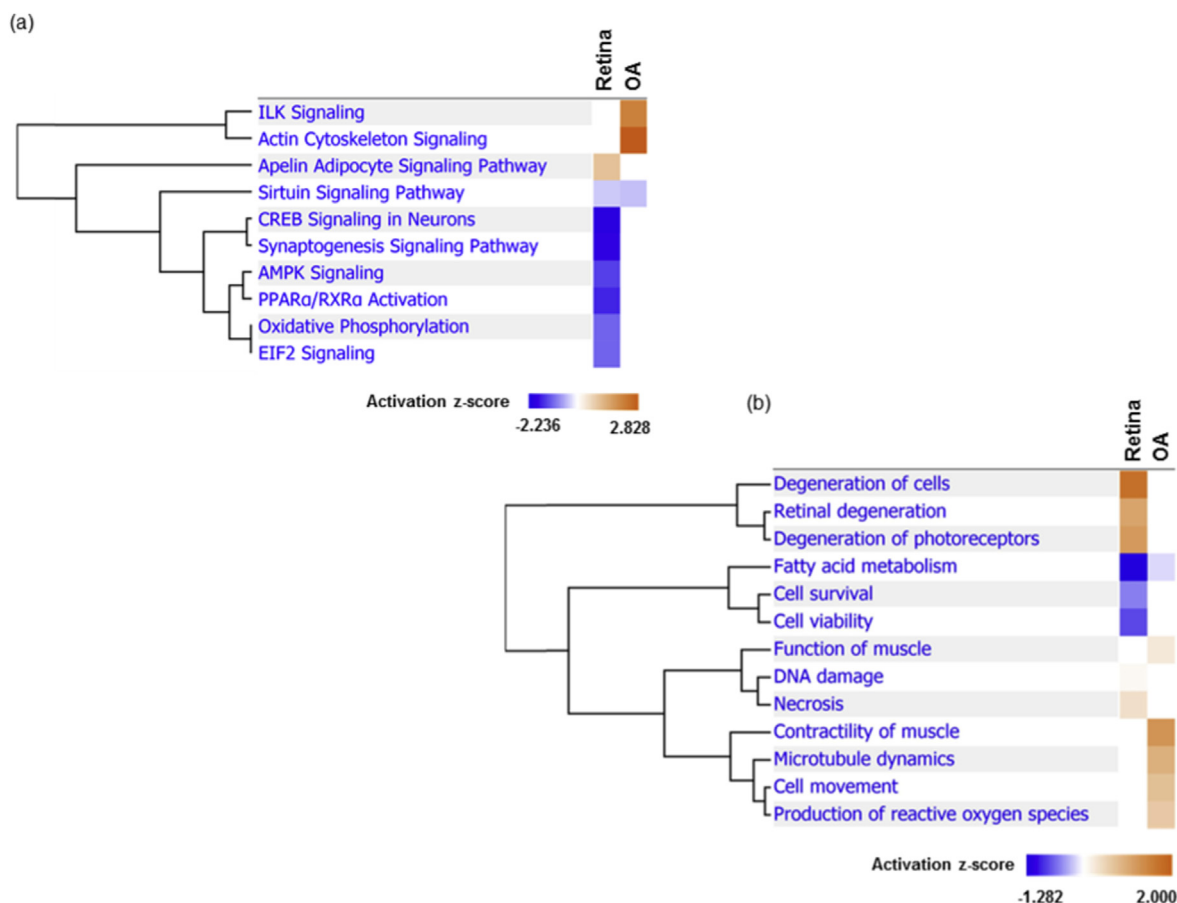 (a)
Retina
OA
ILK Signaling
Actin Cytoskeleton Signaling
Apelin Adipocyte Signaling Pathway
Sirtuin Signaling Pathway
CREB Signaling in Neurons
Synaptogenesis Signaling Pathway
AMPK Signaling
PPARα/RXRα Activation
Oxidative Phosphorylation
EIF2 Signaling
Activation z-score
-2.236 2.828
(b)
Retina
OA
Degeneration of cells
Retinal degeneration
Degeneration of photoreceptors
Fatty acid metabolism
Cell survival
Cell viability
Function of muscle
DNA damage
Necrosis
Contractility of muscle
Microtubule dynamics
Cell movement
Production of reactive oxygen species
Activation z-score
-1.282 2.000